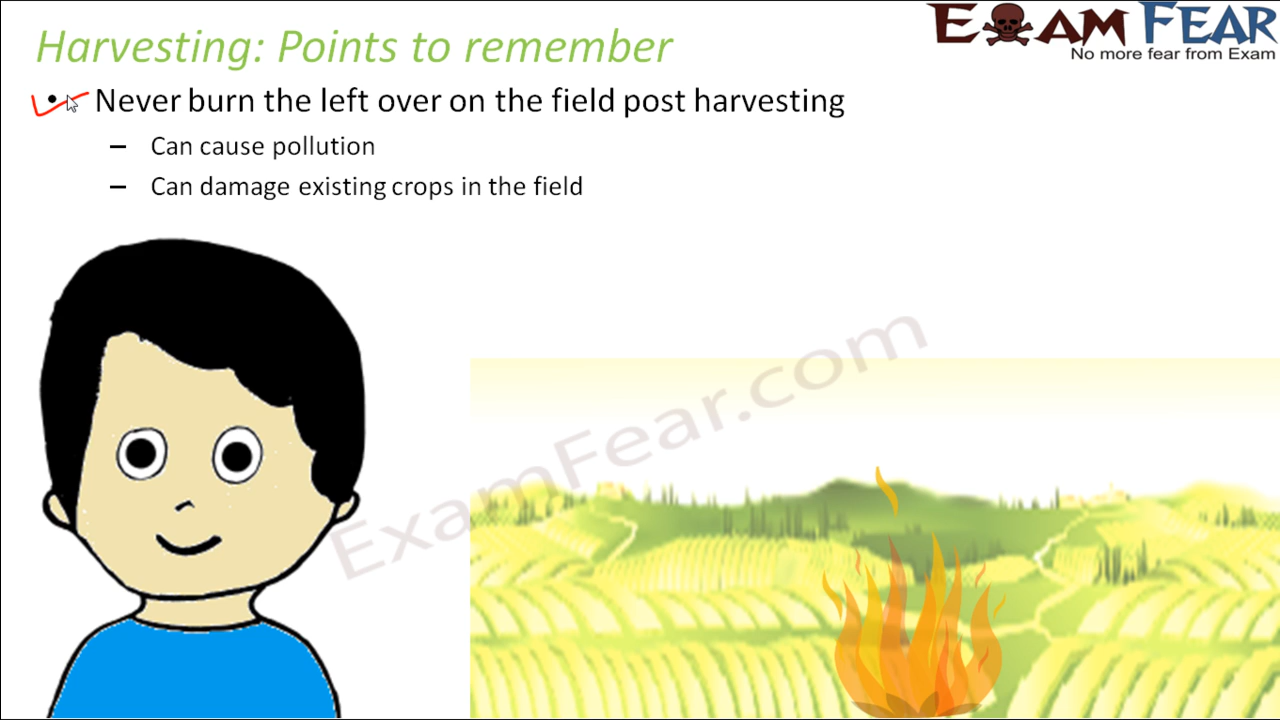 Harvesting: Points to remember
EXAM FEAR
No more fear from Exam
• Never burn the left over on the field post harvesting
– Can cause pollution
– Can damage existing crops in the field
ExamFear.com